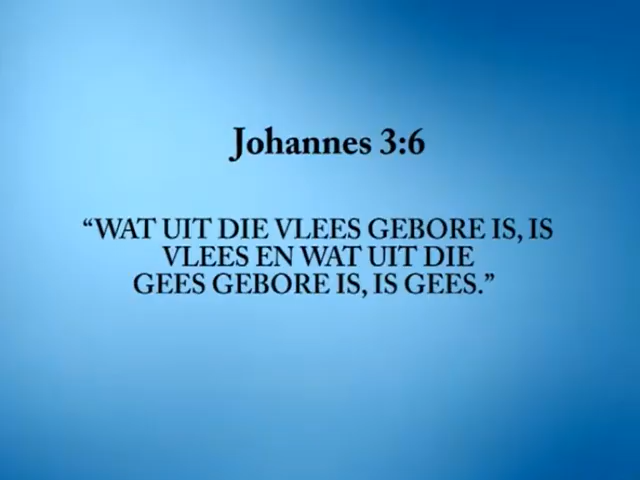 Johannes 3:6
“WAT UIT DIE VLEES GEBORE IS, IS
VLEES EN WAT UIT DIE
GEES GEBORE IS, IS GEES.”